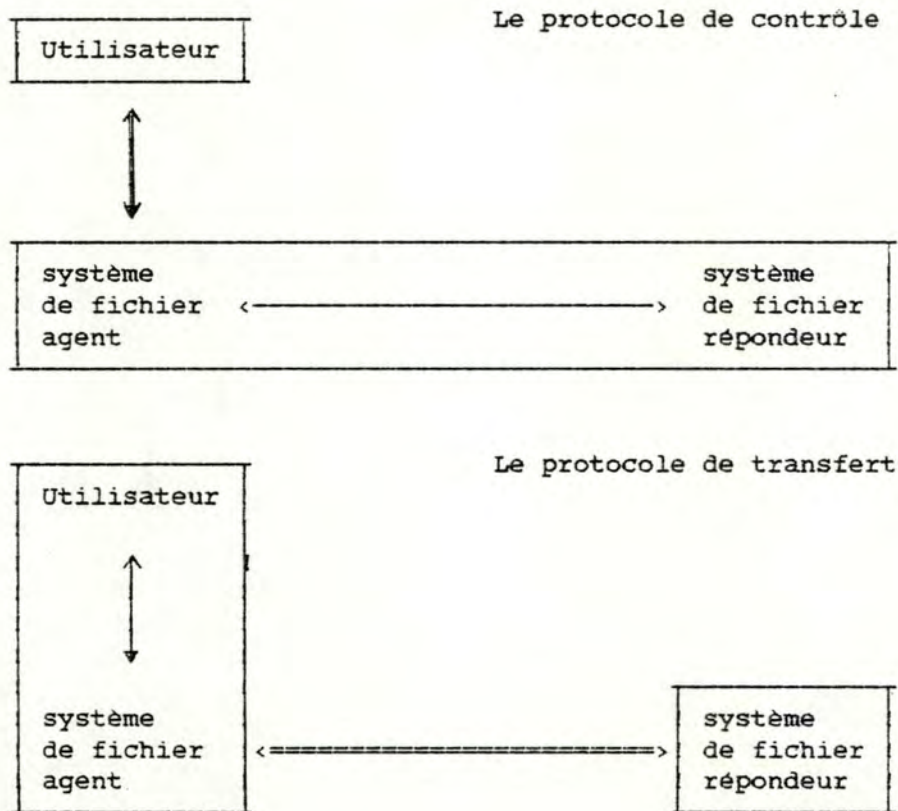 Le protocole de contrôle
Utilisateur
système
de fichier
agent
système
de fichier
répondeur
Le protocole de transfert
Utilisateur
système
de fichier
agent
système
de fichier
répondeur